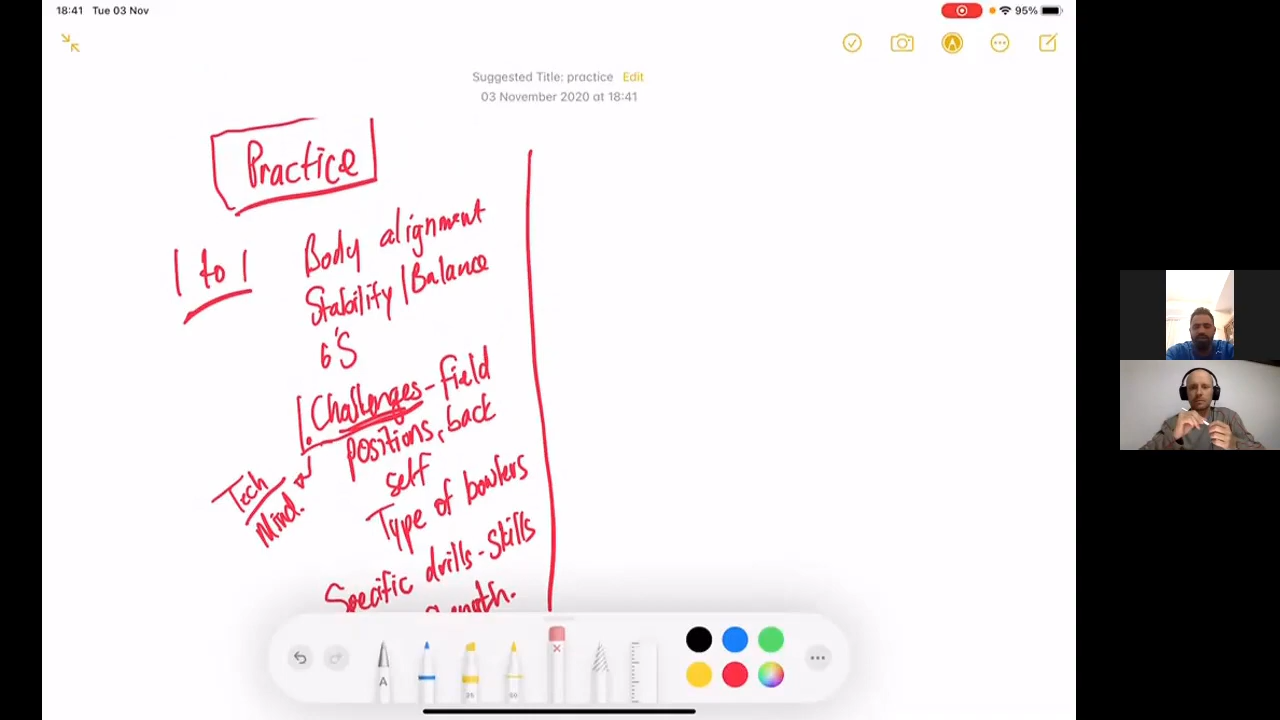 18:41 Tue 03 Nov
95%
Suggested Title: practice Edit
03 November 2020 at 18:41
Practice
1 to 1
Body alignment
Stability/Balance
6'S
Challenges - field
positions, back
self
Tech
Mind.
Type of bowlers
Specific drills - skills
A
25
50